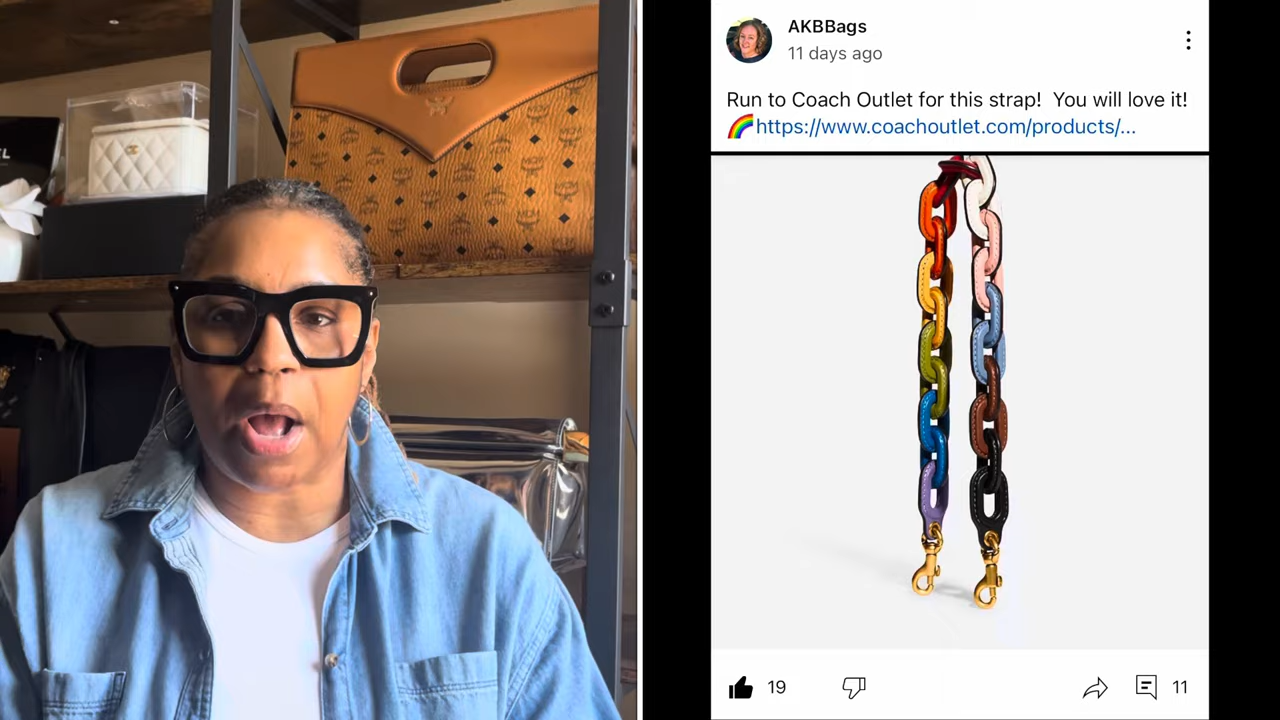 EL
AKBBags
11 days ago
Run to Coach Outlet for this strap! You will love it!
🌈https://www.coachoutlet.com/products/...
19
11